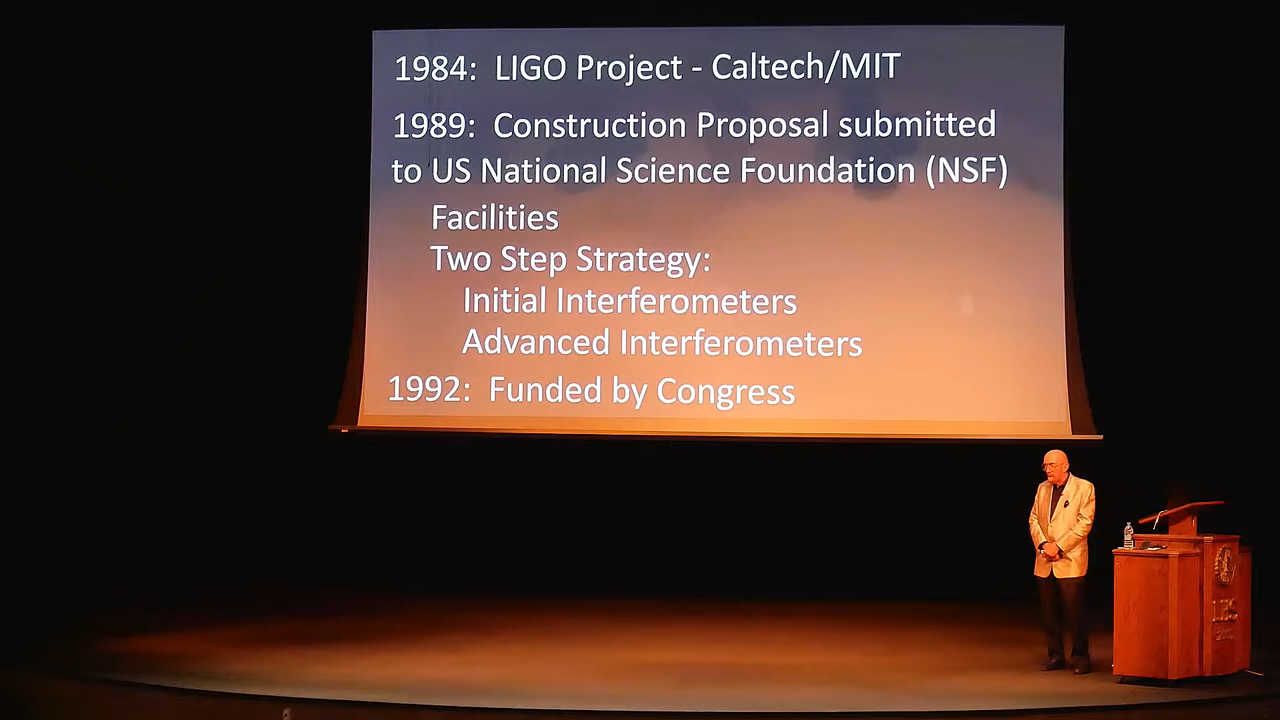 1984: LIGO Project - Caltech/MIT
1989: Construction Proposal submitted
to US National Science Foundation (NSF)
Facilities
Two Step Strategy:
Initial Interferometers
Advanced Interferometers
1992: Funded by Congress